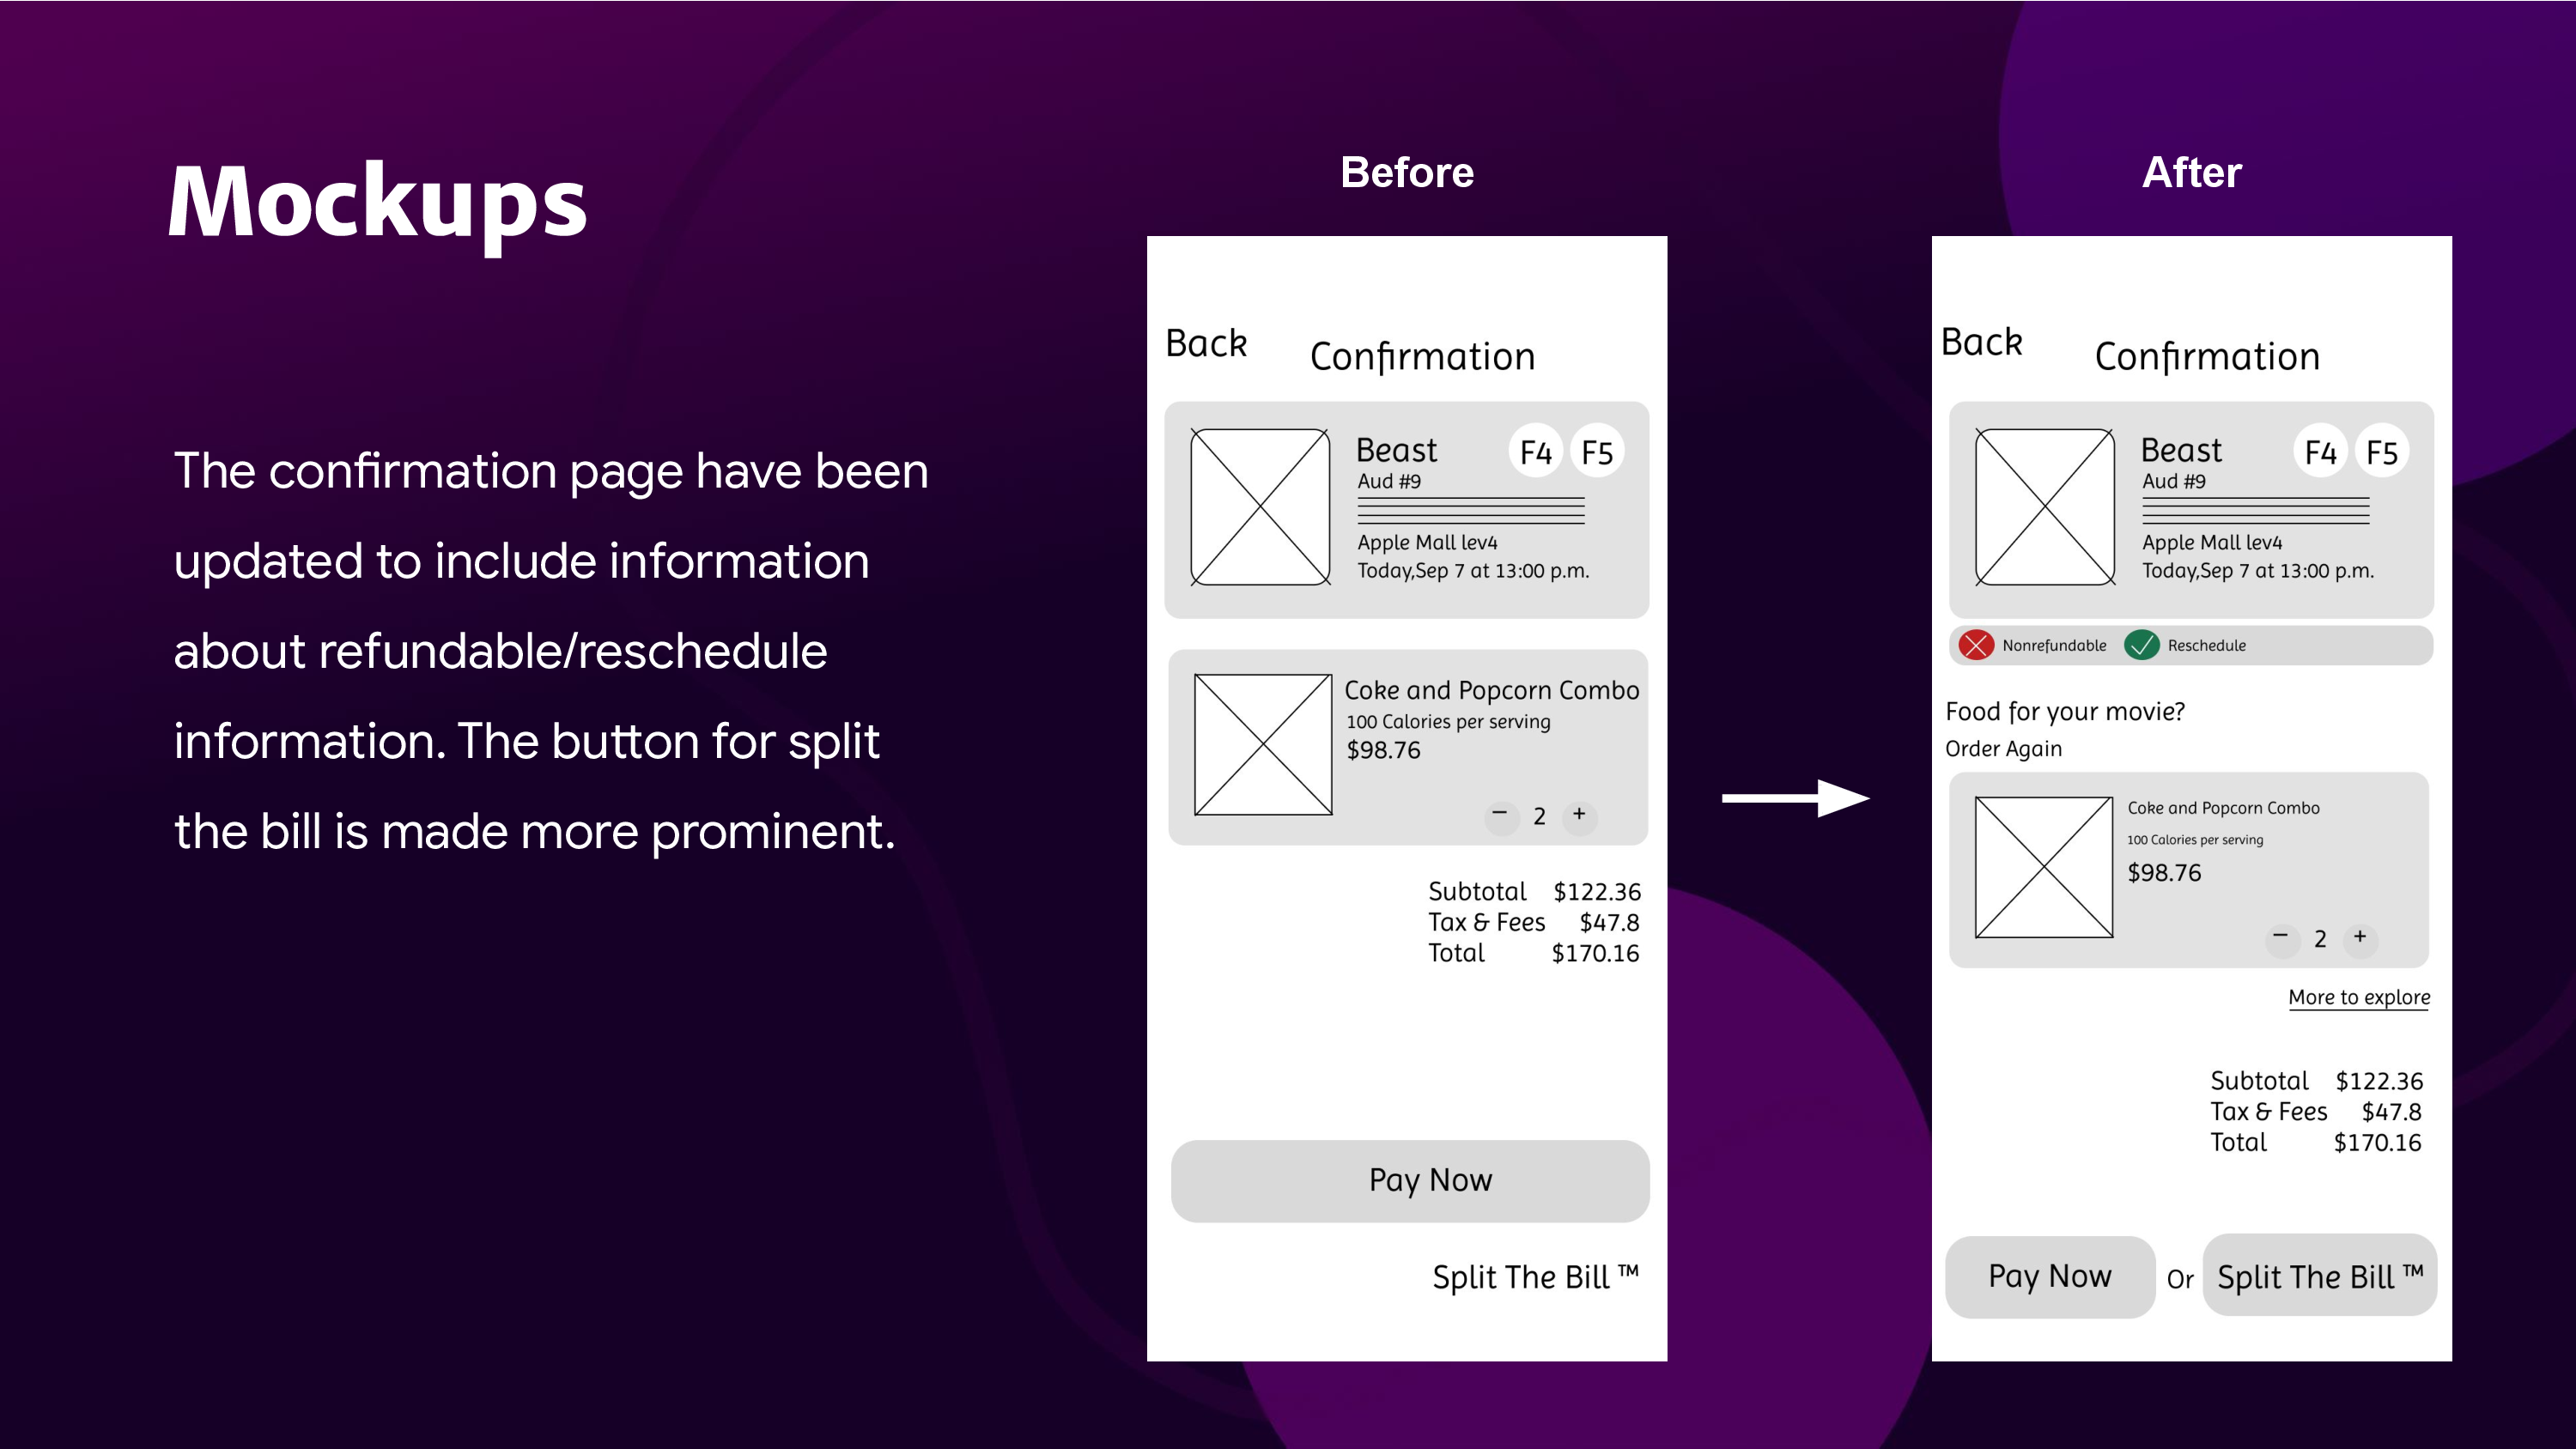 Mockups
The confirmation page have been
updated to include information
about refundable/reschedule
information. The button for split
the bill is made more prominent.
Before
Back
Confirmation
Beast
F4 F5
Aud #9
Apple Mall lev4
Today,Sep 7 at 13:00 p.m.
Coke and Popcorn Combo
100 Calories per serving
$98.76
− 2 +
Subtotal $122.36
Tax & Fees $47.8
Total $170.16
Pay Now
Split The Bill ™
After
Back
Confirmation
Beast
F4 F5
Aud #9
Apple Mall lev4
Today,Sep 7 at 13:00 p.m.
Nonrefundable Reschedule
Food for your movie?
Order Again
Coke and Popcorn Combo
100 Calories per serving
$98.76
− 2 +
More to explore
Subtotal $122.36
Tax & Fees $47.8
Total $170.16
Pay Now Or Split The Bill ™